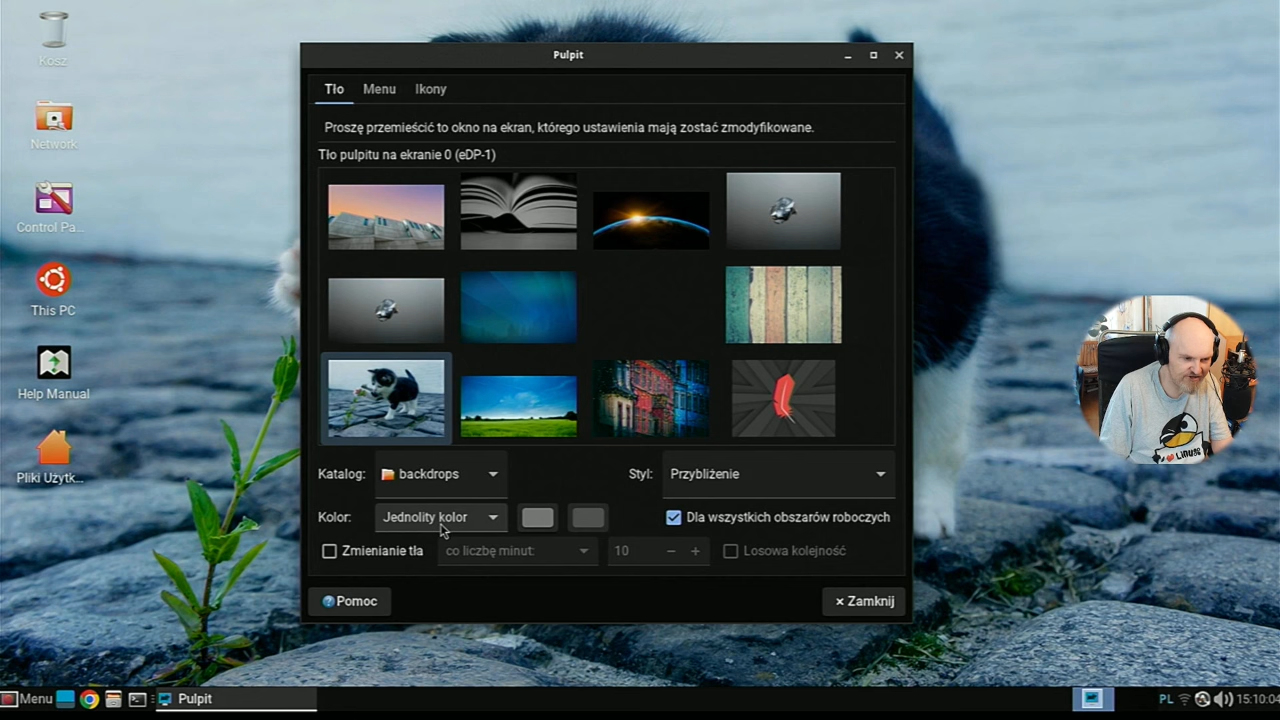 Kosz
Network
Control Pa...
This PC
Help Manual
Pliki Użytk...
Pulpit
Tło
Menu
Ikony
Proszę przemieścić to okno na ekran, którego ustawienia mają zostać zmodyfikowane.
Tło pulpitu na ekranie 0 (eDP-1)
Katalog:
backdrops
Styl:
Przybliżenie
Kolor:
Jednolity kolor
Dla wszystkich obszarów roboczych
Zmienianie tła
co liczbę minut:
10
Losowa kolejność
Pomoc
Zamknij
I ❤ LINUX
Menu
Pulpit
PL
15:10:04